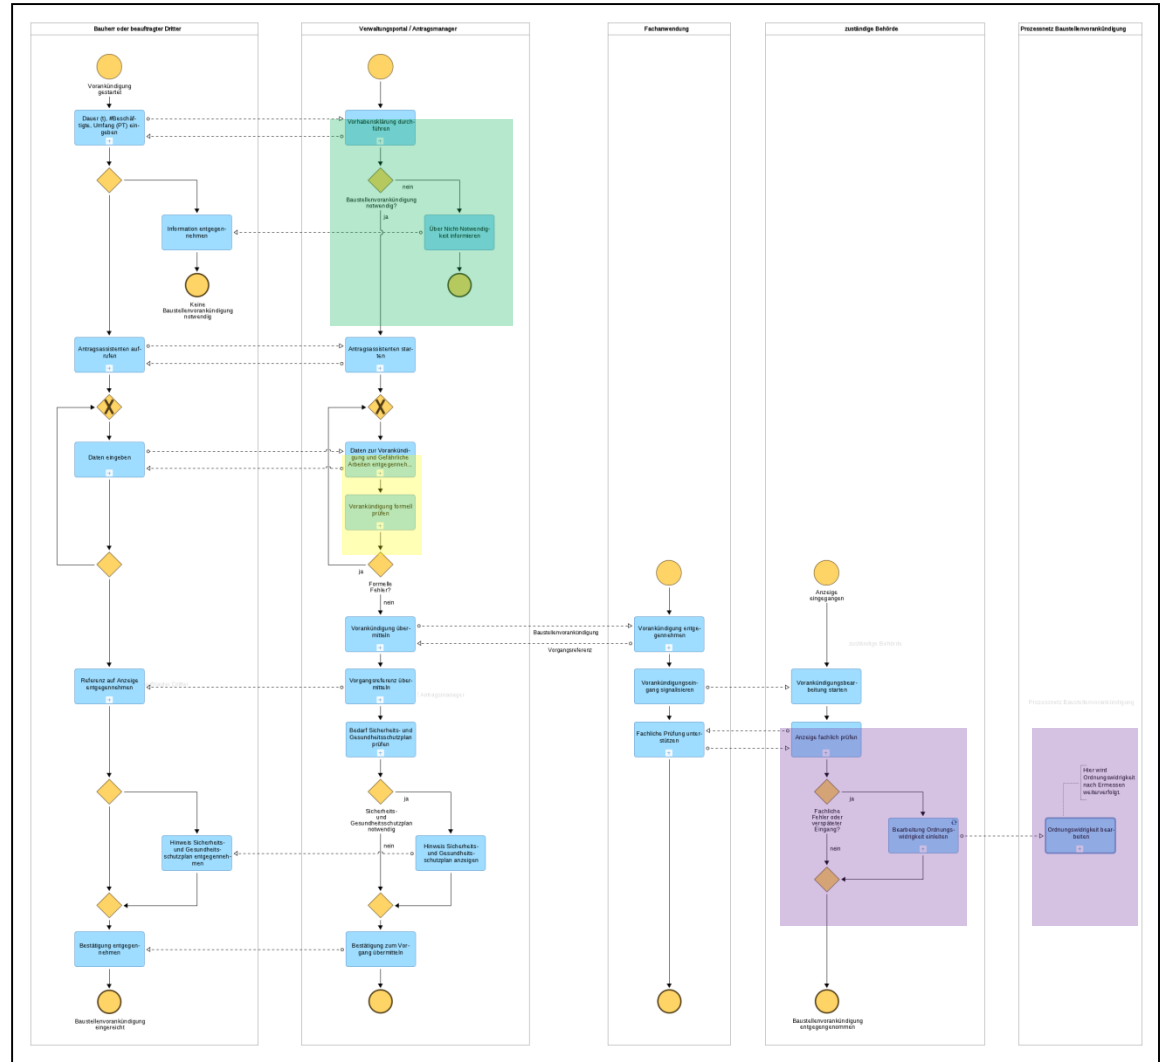 Bauherr oder beauftragter Dritter
Verwaltungsportal / Antragsmanager
Fachanwendung
zuständige Behörde
Prozessnetz Baustellenvorankündigung
Vorankündigung
gestartet
Dauer (t), #Beschäf-
tigte, Umfang (PT) ein-
geben
Vorhabensklärung durch-
führen
nein
Baustellenvorankündigung
notwendig?
ja
Information entgegen-
nehmen
Über Nicht-Notwendig-
keit informieren
Keine
Baustellenvorankündigung
notwendig
Antragsassistenten auf-
rufen
Antragsassistenten star-
ten
Daten eingeben
Daten zur Vorankündi-
gung und Gefährliche
Arbeiten entgegenneh...
Vorankündigung formell
prüfen
ja
Formelle
Fehler?
nein
Anzeige
eingegangen
Vorankündigung über-
mitteln
Baustellenvorankündigung
Vorgangsreferenz
Vorankündigung entge-
gennehmen
zuständige Behörde
Referenz auf Anzeige
entgegennehmen
Dritter
Vorgangsreferenz über-
mitteln
Antragsmanager
Vorankündigungsein-
gang signalisieren
Vorankündigungsbear-
beitung starten
Prozessnetz Baustellenvorankündigung
Bedarf Sicherheits- und
Gesundheitsschutzplan
prüfen
Fachliche Prüfung unter-
stützen
Anzeige fachlich prüfen
Hier wird
Ordnungswidrigkeit
nach Ermessen
weiterverfolgt.
ja
Sicherheits-
und
Gesundheitsschutzplan
notwendig
nein
ja
Fachliche
Fehler oder
verspäteter
Eingang?
nein
Bearbeitung Ordnungs-
widrigkeit einleiten
Ordnungswidrigkeit bear-
beiten
Hinweis Sicherheits-
und Gesundheits-
schutzplan entgegenneh-
men
Hinweis Sicherheits-
und Gesundheits-
schutzplan anzeigen
Bestätigung entgegen-
nehmen
Bestätigung zum Vor-
gang übermitteln
Baustellenvorankündigung
eingereicht
Baustellenvorankündigung
entgegengenommen